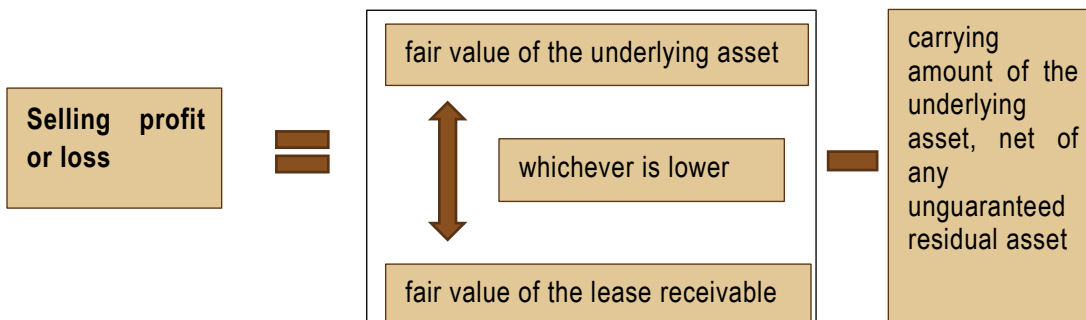 Selling profit
or loss
fair value of the underlying asset
whichever is lower
fair value of the lease receivable
carrying
amount of the
underlying
asset, net of
any
unguaranteed
residual asset